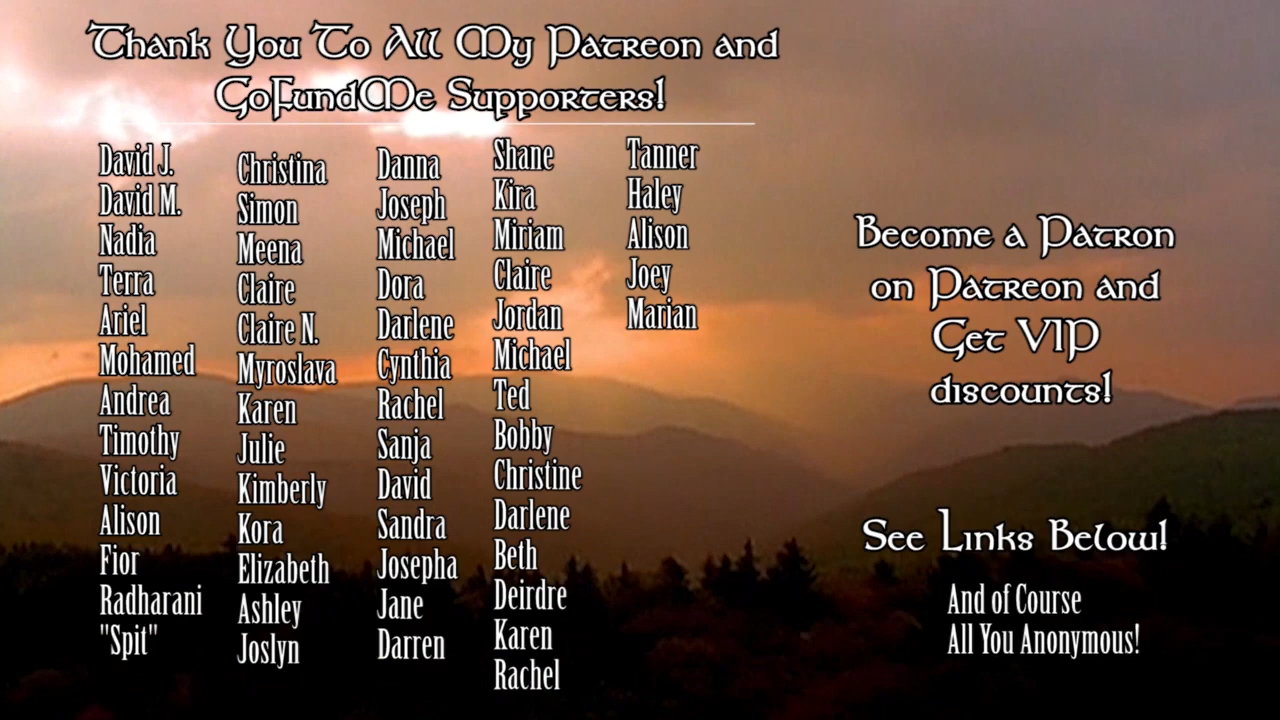 Thank You To All My Patreon and
GoFundMe Supporters!
David J.
David M.
Nadia
Terra
Ariel
Mohamed
Andrea
Timothy
Victoria
Alison
Fior
Radharani
"Spit"
Christina
Simon
Meena
Claire
Claire N.
Myroslava
Karen
Julie
Kimberly
Kora
Elizabeth
Ashley
Joslyn
Danna
Joseph
Michael
Dora
Darlene
Cynthia
Rachel
Sanja
David
Sandra
Josepha
Jane
Darren
Shane
Kira
Miriam
Claire
Jordan
Michael
Ted
Bobby
Christine
Darlene
Beth
Deirdre
Karen
Rachel
Tanner
Haley
Alison
Joey
Marian
Become a Patron
on Patreon and
Get VIP
discounts!
See Links Below!
And of Course
All You Anonymous!